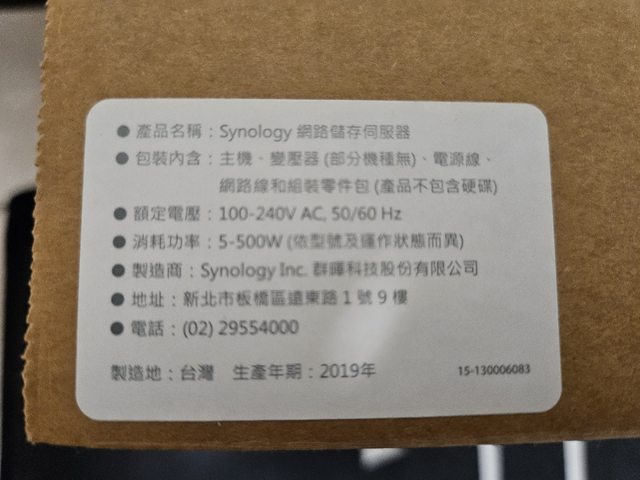 ● 產品名稱：Synology 網路儲存伺服器
● 包裝內含：主機、變壓器 (部分機種無)、電源線、
網路線和組裝零件包 (產品不包含硬碟)
● 額定電壓：100-240V AC, 50/60 Hz
● 消耗功率：5-500W (依型號及運作狀態而異)
● 製造商：Synology Inc. 群暉科技股份有限公司
● 地址：新北市板橋區遠東路 1 號 9 樓
● 電話：(02) 29554000
製造地：台灣 生產年期：2019年 15-130006083